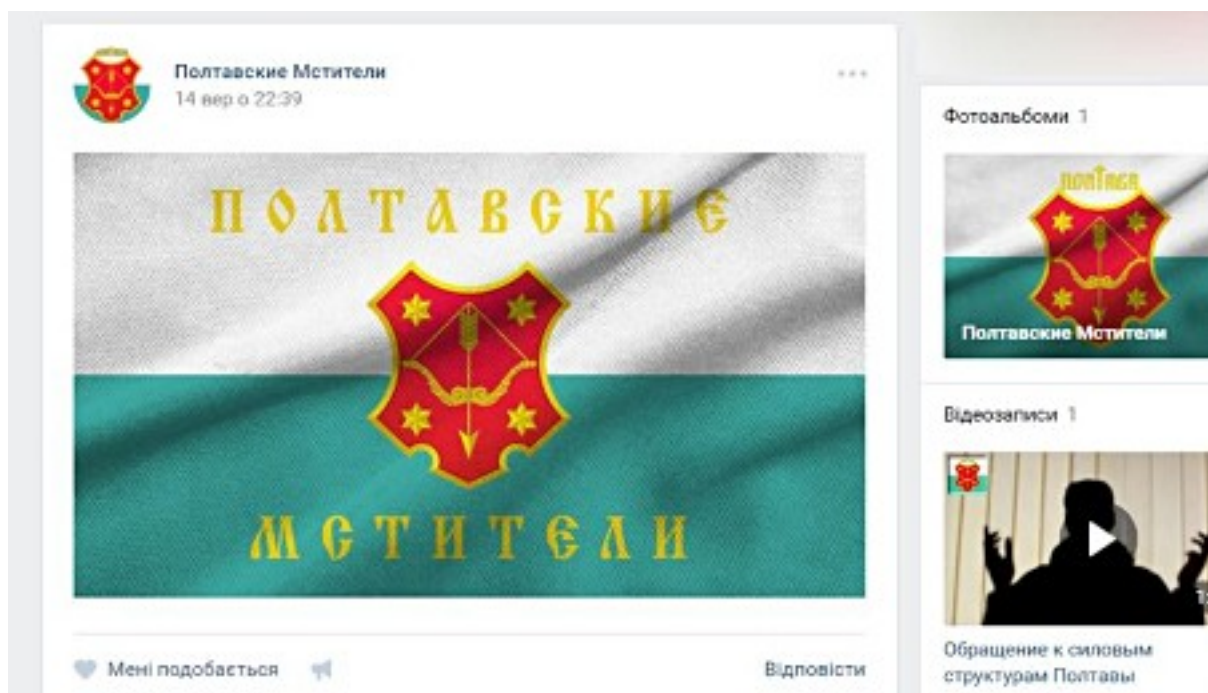 Полтавские Мстители
14 вер о 22:39
ПОЛТАВСКИЕ
МСТИТЕЛИ
Мені подобається
Відповісти
Фотоальбоми 1
ПОЛТАВА
Полтавские Мстители
Відеозаписи 1
Обращение к силовым
структурам Полтавы